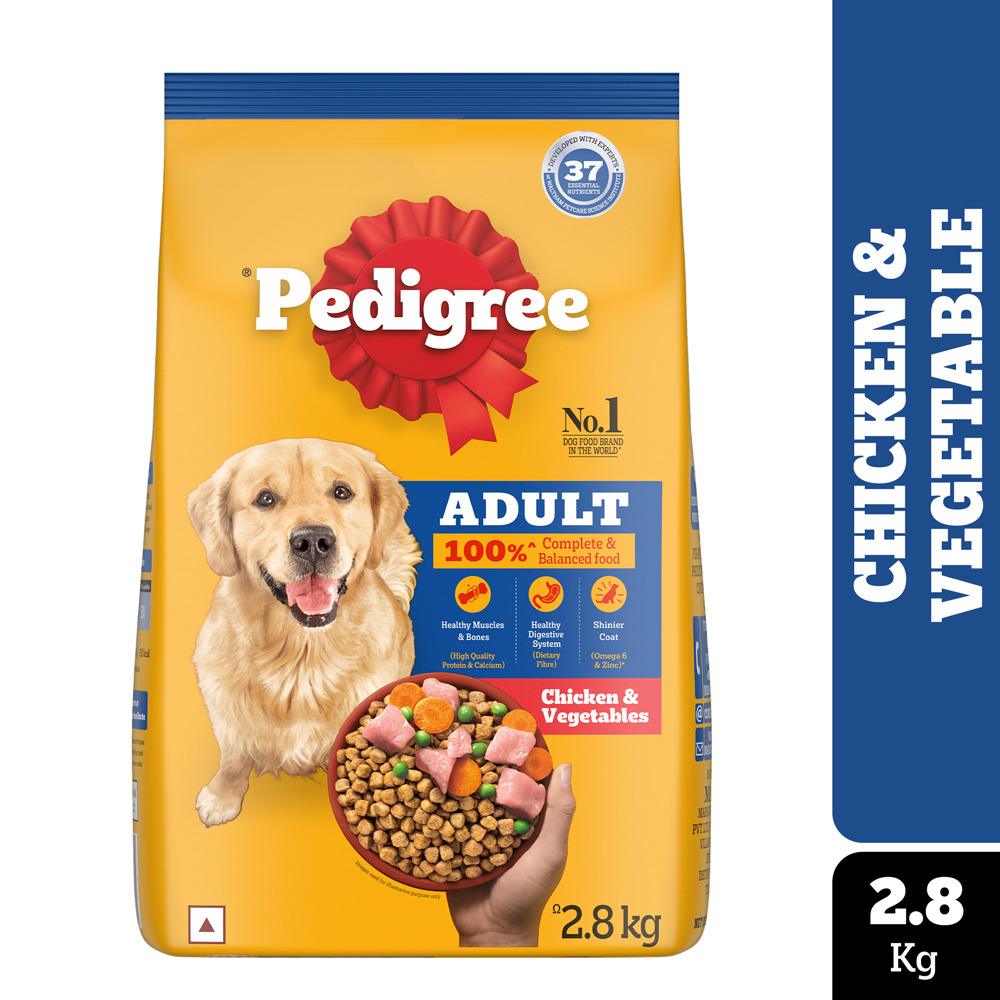 DEVELOPED WITH EXPERTS
37
ESSENTIAL
NUTRIENTS
WALTHAM PETCARE SCIENCE INSTITUTE
®
Pedigree
No.1
DOG FOOD BRAND
IN THE WORLD
ADULT
100%^ Complete &
Balanced food
Healthy Muscles
& Bones
(High Quality
Protein & Calcium)
Healthy
Digestive
System
(Dietary
Fibre)
Shinier
Coat
(Omega 6
& Zinc)*
Chicken &
Vegetables
Images used for illustrative purpose only
Ω2.8 kg
CHICKEN &
VEGETABLE
2.8
Kg